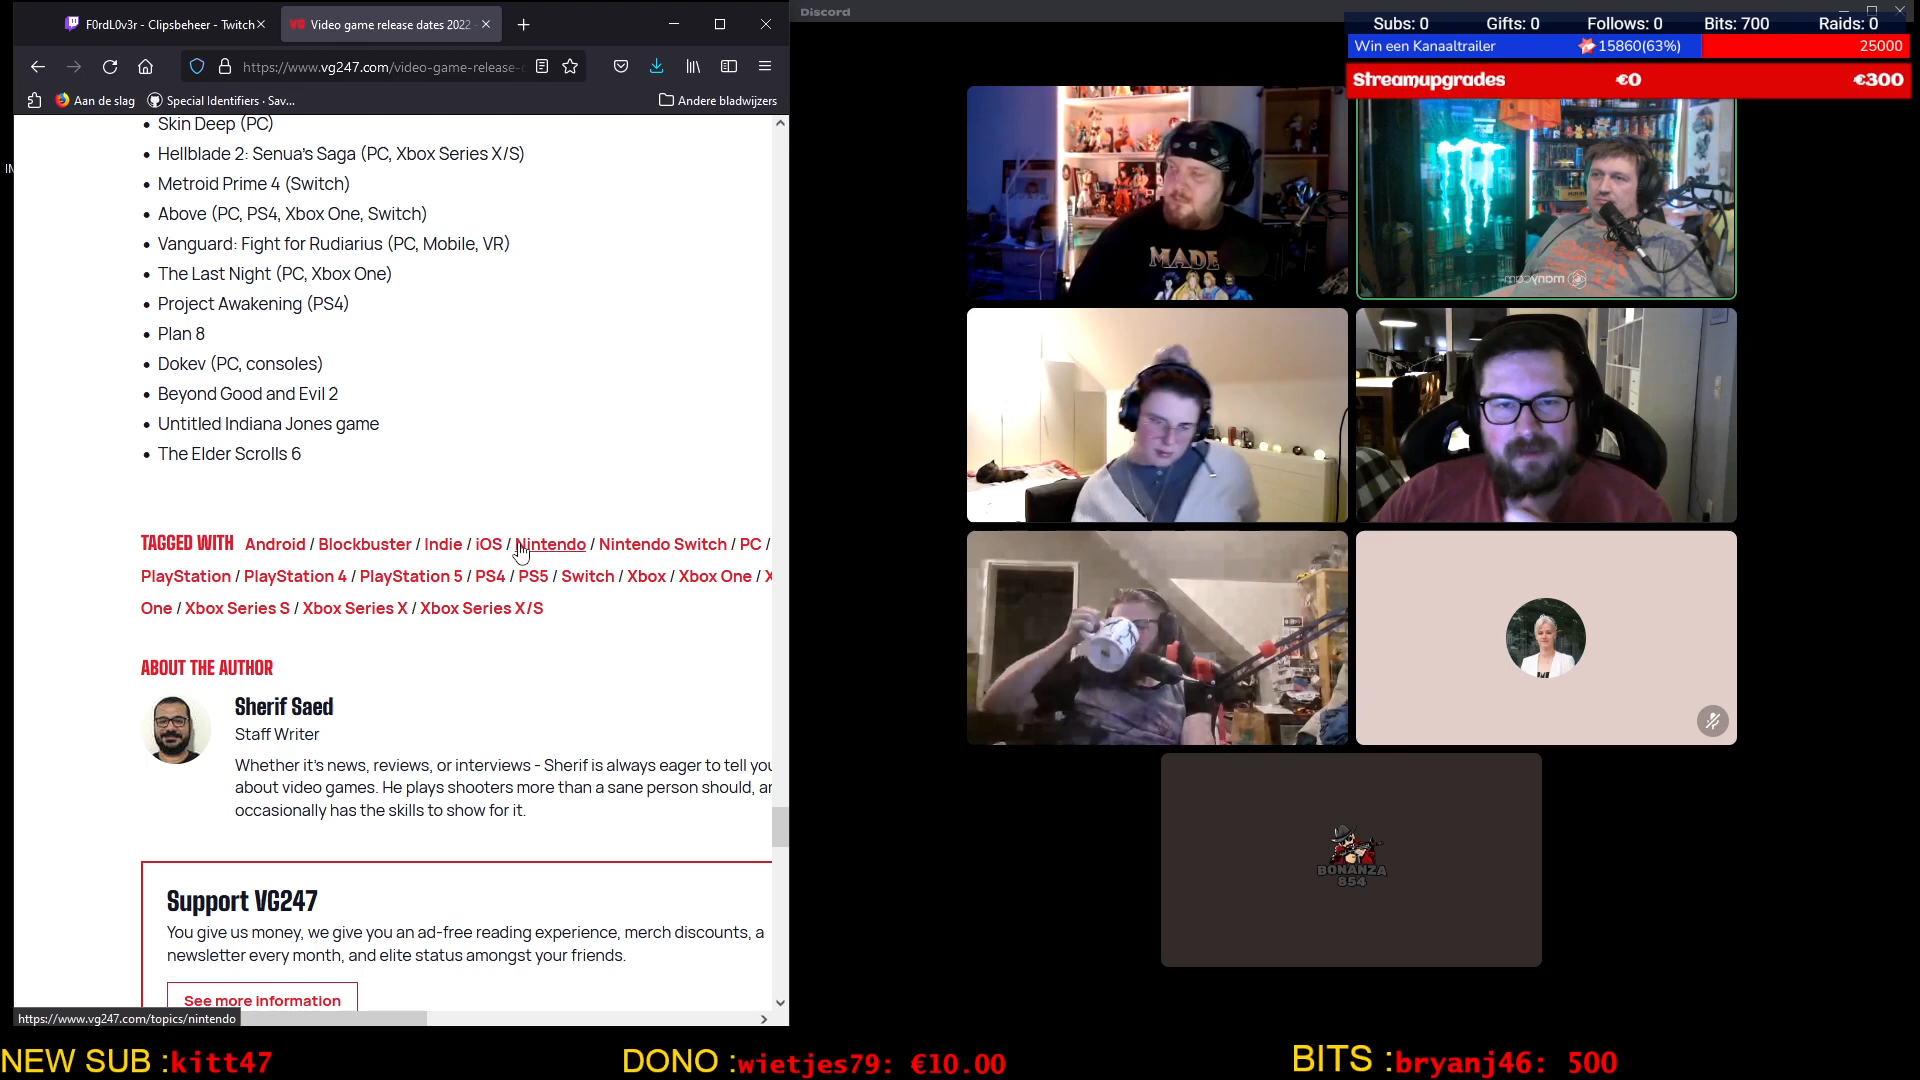 F0rdL0v3r - Clipsbeheer - Twitch
VG Video game release dates 2022 -
https://www.vg247.com/video-game-release-
Aan de slag
Special Identifiers · Sav...
Andere bladwijzers
Skin Deep (PC)
Hellblade 2: Senua's Saga (PC, Xbox Series X/S)
Metroid Prime 4 (Switch)
Above (PC, PS4, Xbox One, Switch)
Vanguard: Fight for Rudiarius (PC, Mobile, VR)
The Last Night (PC, Xbox One)
Project Awakening (PS4)
Plan 8
Dokev (PC, consoles)
Beyond Good and Evil 2
Untitled Indiana Jones game
The Elder Scrolls 6
TAGGED WITH Android / Blockbuster / Indie / iOS / Nintendo / Nintendo Switch / PC /
PlayStation / PlayStation 4 / PlayStation 5 / PS4 / PS5 / Switch / Xbox / Xbox One / X
One / Xbox Series S / Xbox Series X / Xbox Series X/S
ABOUT THE AUTHOR
Sherif Saed
Staff Writer
Whether it's news, reviews, or interviews - Sherif is always eager to tell you
about video games. He plays shooters more than a sane person should, an
occasionally has the skills to show for it.
Support VG247
You give us money, we give you an ad-free reading experience, merch discounts, a
newsletter every month, and elite status amongst your friends.
See more information
https://www.vg247.com/topics/nintendo
Discord
Subs: 0 Gifts: 0 Follows: 0 Bits: 700 Raids: 0
Win een Kanaaltrailer 15860(63%) 25000
Streamupgrades €0 €300
MADE
manycam
BONANZA
854
NEW SUB :kitt47
DONO :wietjes79: €10.00
BITS :bryanj46: 500